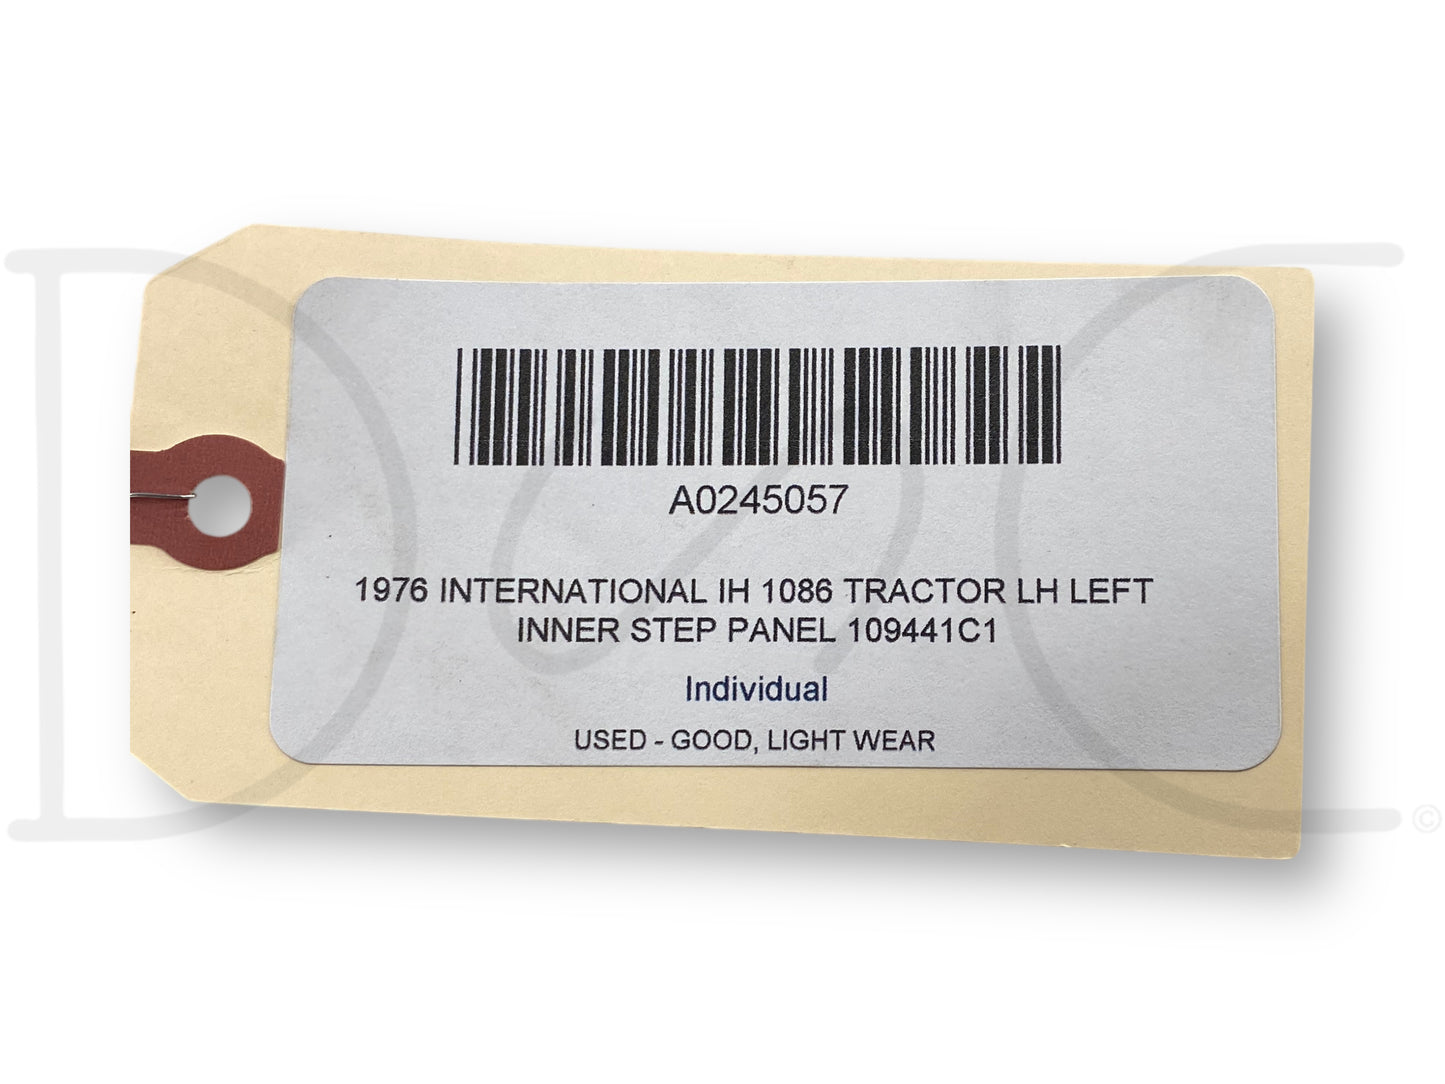 A0245057
1976 INTERNATIONAL IH 1086 TRACTOR LH LEFT
INNER STEP PANEL 109441C1
Individual
USED - GOOD, LIGHT WEAR
©